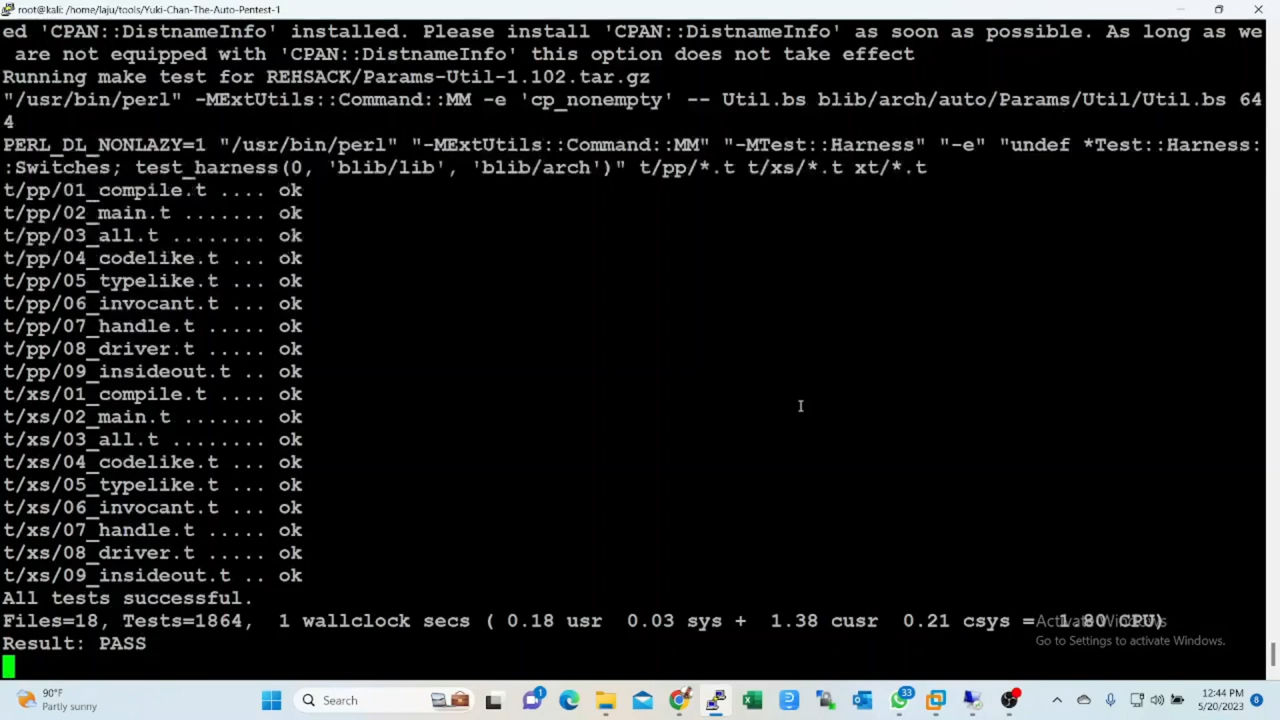 root@kali: /home/laju/tools/Yuki-Chan-The-Auto-Pentest-1
ed 'CPAN::DistnameInfo' installed. Please install 'CPAN::DistnameInfo' as soon as possible. As long as we
 are not equipped with 'CPAN::DistnameInfo' this option does not take effect
Running make test for REHSACK/Params-Util-1.102.tar.gz
"/usr/bin/perl" -MExtUtils::Command::MM -e 'cp_nonempty' -- Util.bs blib/arch/auto/Params/Util/Util.bs 64
4
PERL_DL_NONLAZY=1 "/usr/bin/perl" "-MExtUtils::Command::MM" "-MTest::Harness" "-e" "undef *Test::Harness:
:Switches; test_harness(0, 'blib/lib', 'blib/arch')" t/pp/*.t t/xs/*.t xt/*.t
t/pp/01_compile.t .... ok
t/pp/02_main.t ....... ok
t/pp/03_all.t ........ ok
t/pp/04_codelike.t ... ok
t/pp/05_typelike.t ... ok
t/pp/06_invocant.t ... ok
t/pp/07_handle.t ..... ok
t/pp/08_driver.t ..... ok
t/pp/09_insideout.t .. ok
t/xs/01_compile.t .... ok
t/xs/02_main.t ....... ok
t/xs/03_all.t ........ ok
t/xs/04_codelike.t ... ok
t/xs/05_typelike.t ... ok
t/xs/06_invocant.t ... ok
t/xs/07_handle.t ..... ok
t/xs/08_driver.t ..... ok
t/xs/09_insideout.t .. ok
All tests successful.
Files=18, Tests=1864,  1 wallclock secs ( 0.18 usr  0.03 sys +  1.38 cusr  0.21 csys =  1.80 CPU)
Result: PASS
Activate Windows
Go to Settings to activate Windows.
90°F
Partly sunny
Search
1
33
12:44 PM
5/20/2023
8